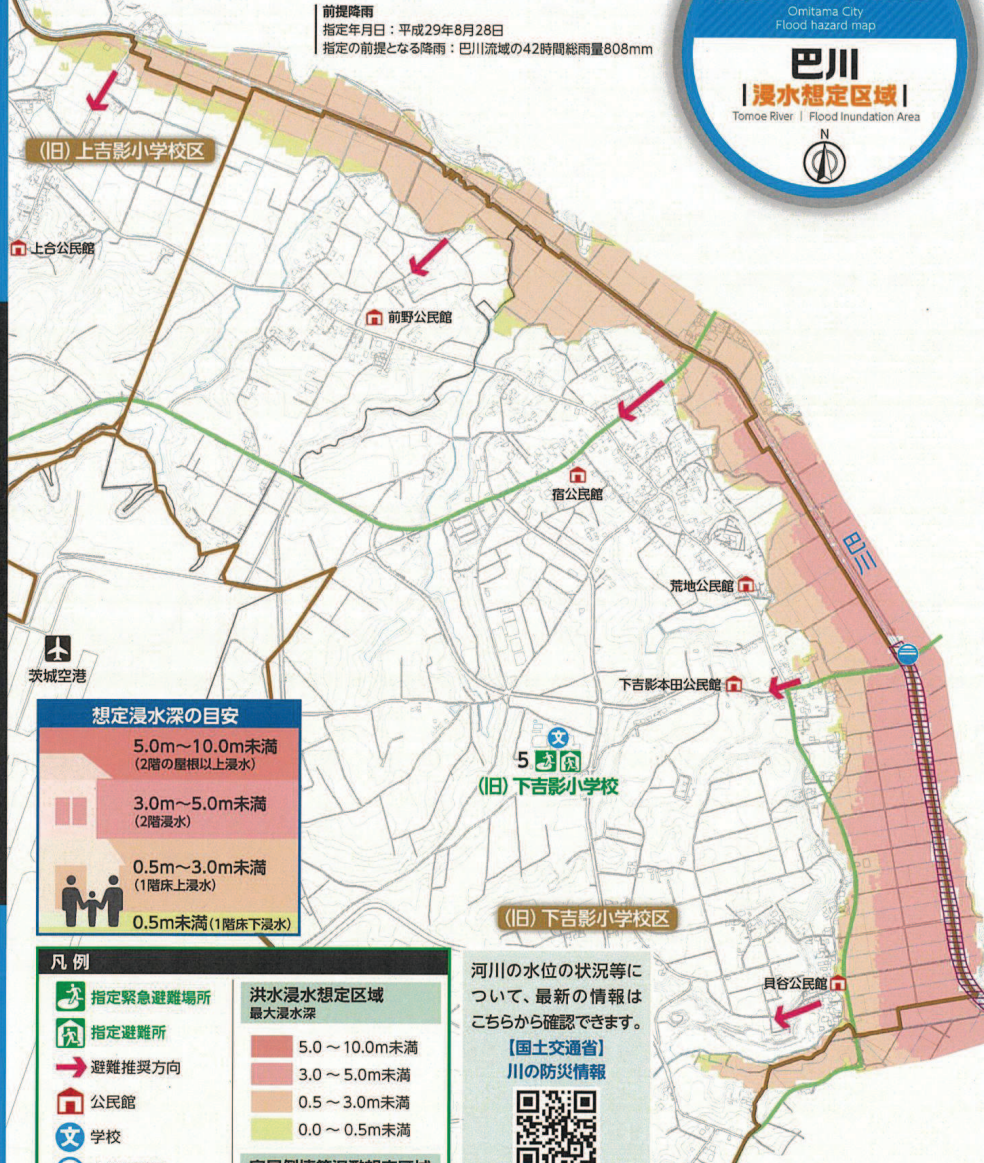 前提降雨
指定年月日：平成29年8月28日
指定の前提となる降雨：巴川流域の42時間総雨量808mm
Omitama City
Flood hazard map
巴川
|浸水想定区域|
Tomoe River | Flood Inundation Area
N
(旧) 上吉影小学校区
上合公民館
前野公民館
宿公民館
巴川
荒地公民館
茨城空港
下吉影本田公民館
5
文
(旧) 下吉影小学校
想定浸水深の目安
5.0m～10.0m未満
(2階の屋根以上浸水)
3.0m～5.0m未満
(2階浸水)
0.5m～3.0m未満
(1階床上浸水)
0.5m未満(1階床下浸水)
(旧) 下吉影小学校区
貝谷公民館
凡例
指定緊急避難場所
指定避難所
避難推奨方向
公民館
文 学校
洪水浸水想定区域
最大浸水深
5.0～10.0m未満
3.0～5.0m未満
0.5～3.0m未満
0.0～0.5m未満
河川の水位の状況等に
ついて、最新の情報は
こちらから確認できます。
【国土交通省】
川の防災情報